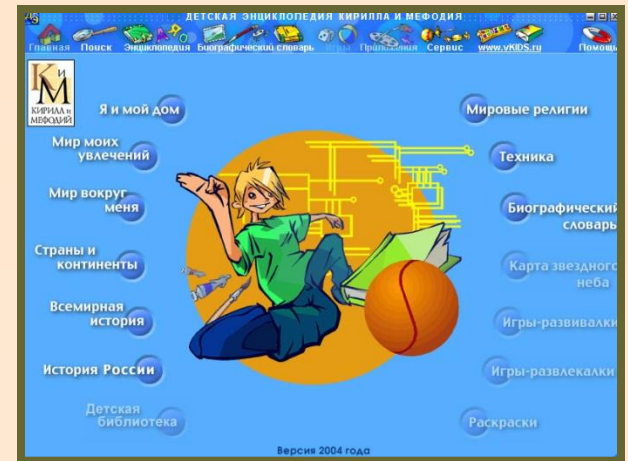 ДЕТСКАЯ ЭНЦИКЛОПЕДИЯ КИРИЛЛА И МЕФОДИЯ
Главная Поиск Энциклопедия Биографический словарь Игры Приложения Сервис www.vKIDS.ru Помощь
К и М
КИРИЛЛ и МЕФОДИЙ
Я и мой дом
Мир моих
увлечений
Мир вокруг
меня
Страны и
континенты
Всемирная
история
История России
Детская
библиотека
Мировые религии
Техника
Биографический
словарь
Карта звездного
неба
Игры-развивалки
Игры-развлекалки
Раскраски
Версия 2004 года